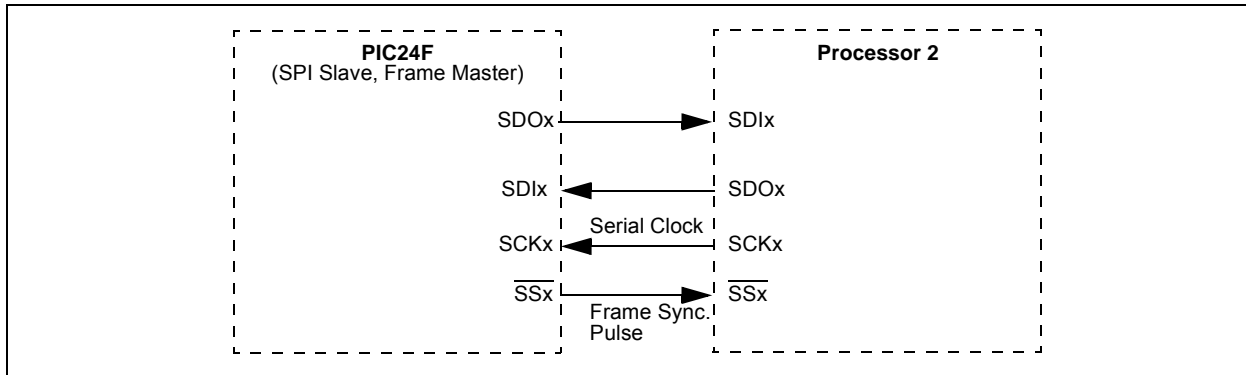 PIC24F
(SPI Slave, Frame Master)
Processor 2
SDOx
SDIx
SDIx
SDOx
Serial Clock
SCKx
SCKx
SSx
SSx
Frame Sync.
Pulse